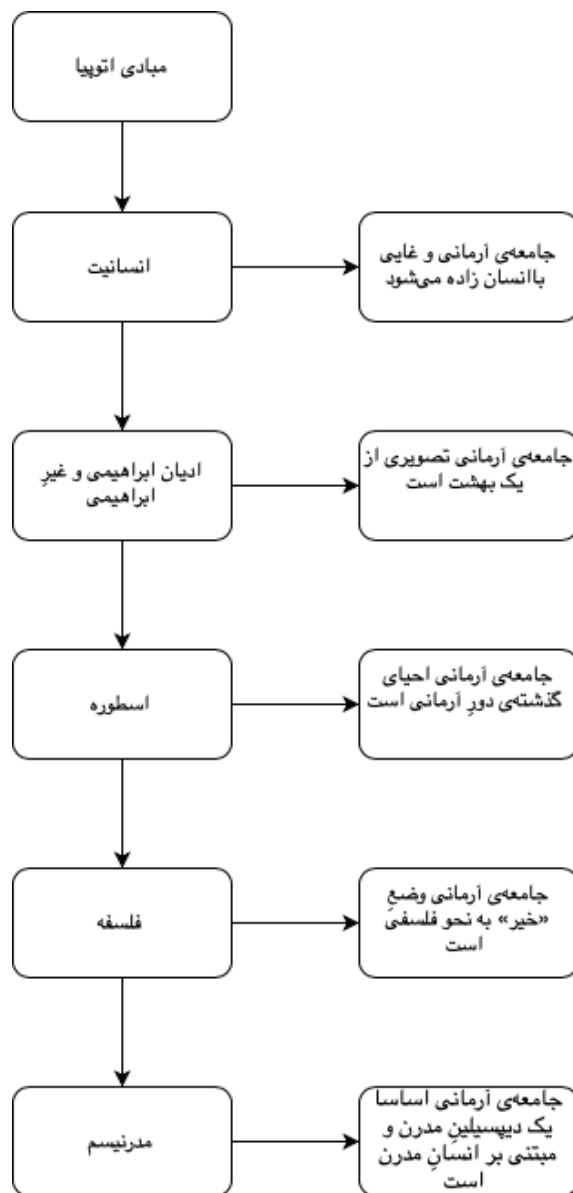 مبادی اتوپیا
انسانیت
جامعه‌ی آرمانی و غایی
باانسان زاده می‌شود
ادیان ابراهیمی و غیرِ
ابراهیمی
جامعه‌ی آرمانی تصویری از
یک بهشت است
اسطوره
جامعه‌ی آرمانی احیای
گذشته‌ی دورِ آرمانی است
فلسفه
جامعه‌ی آرمانی وضعِ
«خیر» به نحو فلسفی
است
مدرنیسم
جامعه‌ی آرمانی اساسا
یک دیپسیلینِ مدرن و
مبتنی بر انسانِ مدرن
است